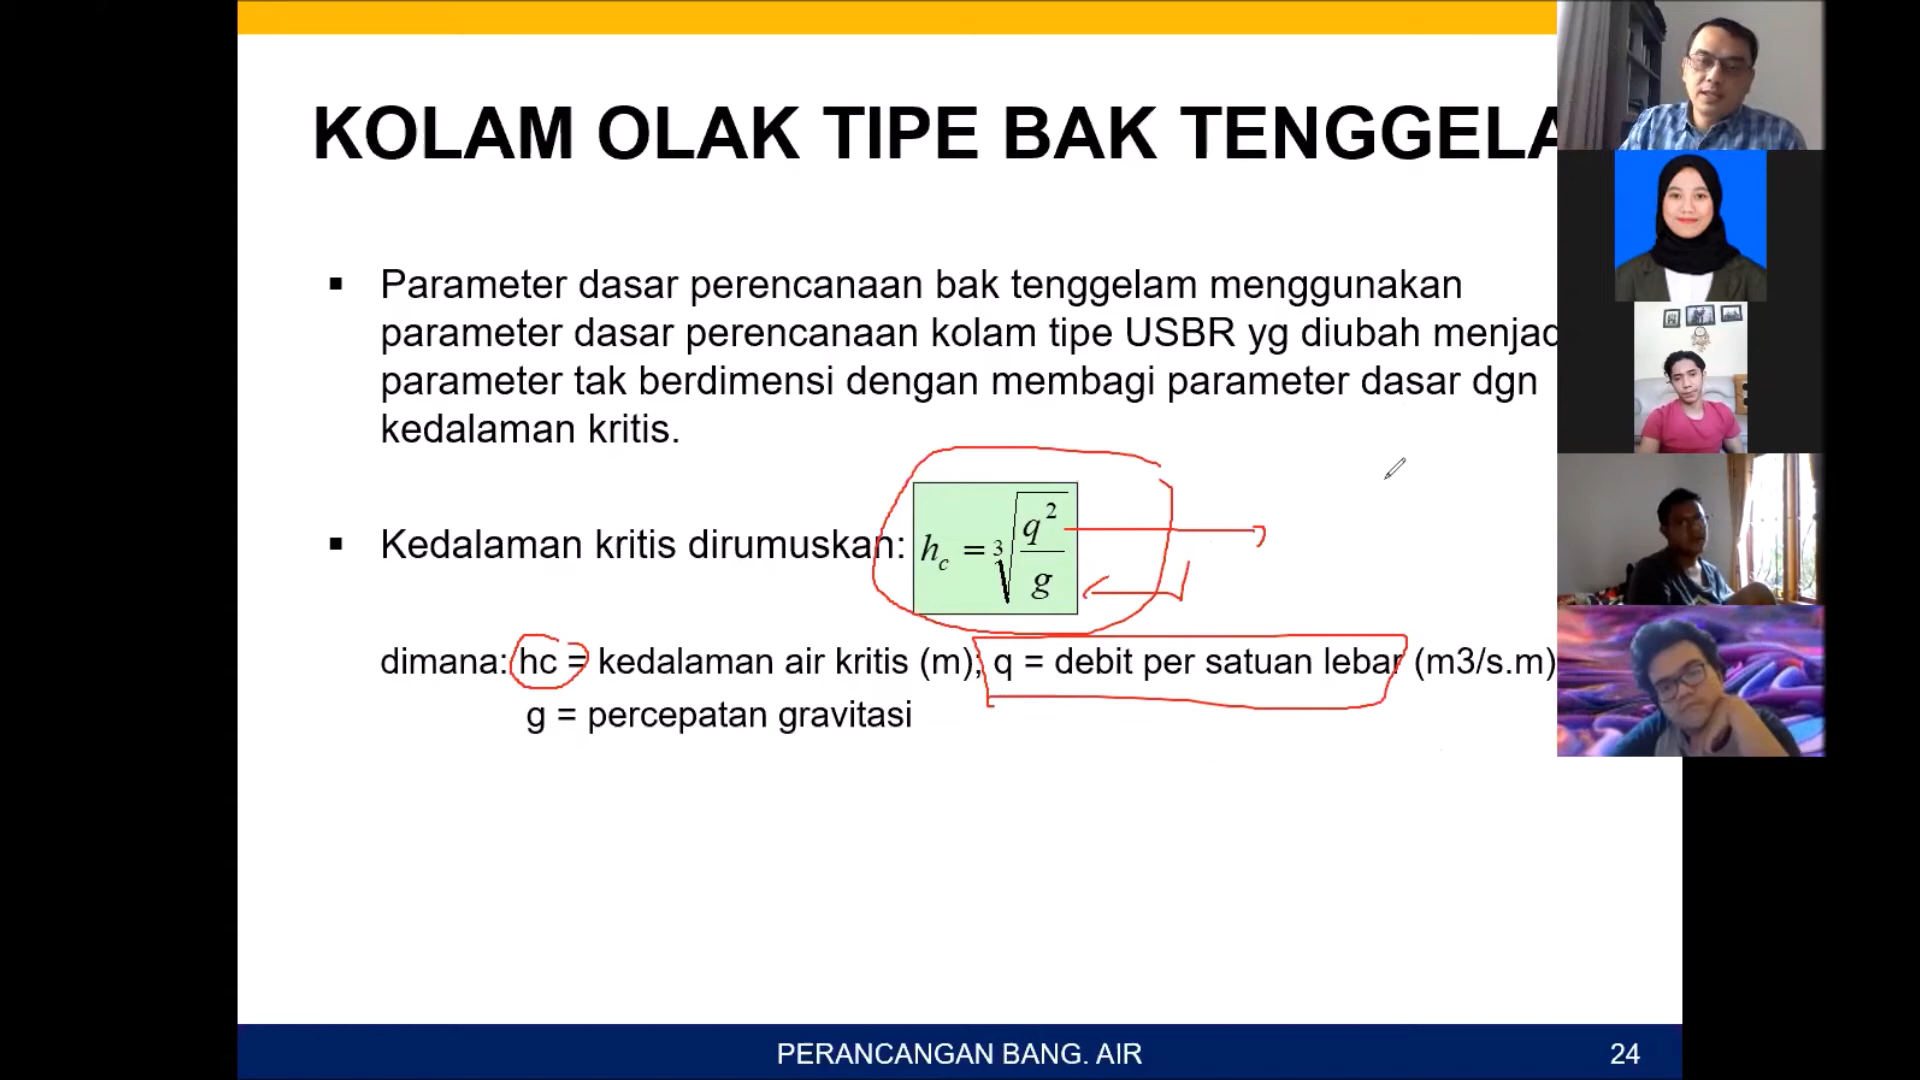 KOLAM OLAK TIPE BAK TENGGELA
▪ Parameter dasar perencanaan bak tenggelam menggunakan
parameter dasar perencanaan kolam tipe USBR yg diubah menjad
parameter tak berdimensi dengan membagi parameter dasar dgn
kedalaman kritis.
▪ Kedalaman kritis dirumuskan: h_c = ∛(q²/g)
dimana: hc = kedalaman air kritis (m); q = debit per satuan lebar (m3/s.m)
g = percepatan gravitasi
PERANCANGAN BANG. AIR 24